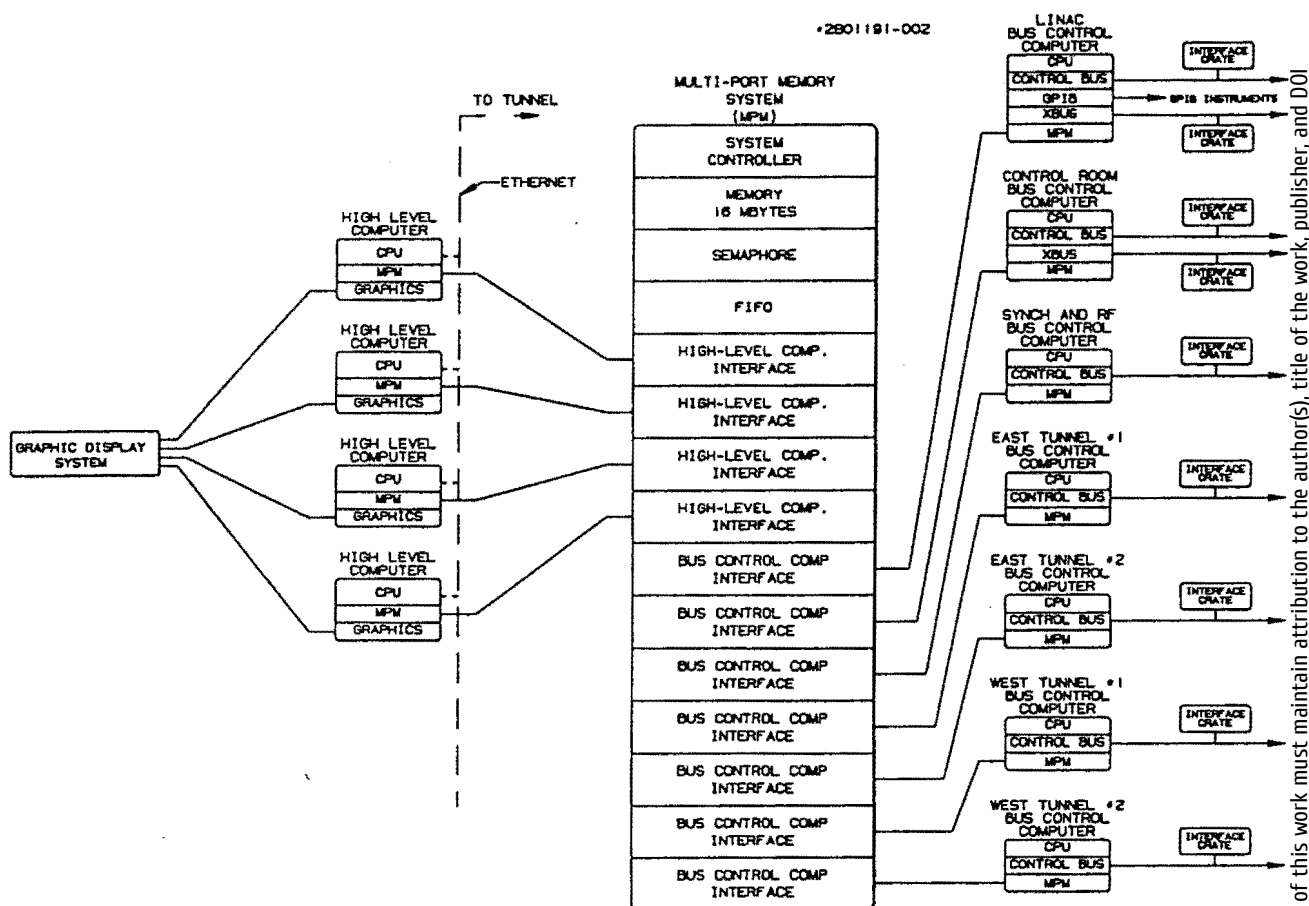 *2801191-002
TO TUNNEL
ETHERNET
HIGH LEVEL
COMPUTER
CPU
MPM
GRAPHICS
HIGH LEVEL
COMPUTER
CPU
MPM
GRAPHICS
HIGH LEVEL
COMPUTER
CPU
MPM
GRAPHICS
HIGH LEVEL
COMPUTER
CPU
MPM
GRAPHICS
GRAPHIC DISPLAY
SYSTEM
MULTI-PORT MEMORY
SYSTEM
(MPM)
SYSTEM
CONTROLLER
MEMORY
16 MBYTES
SEMAPHORE
FIFO
HIGH-LEVEL COMP.
INTERFACE
HIGH-LEVEL COMP.
INTERFACE
HIGH-LEVEL COMP.
INTERFACE
HIGH-LEVEL COMP.
INTERFACE
BUS CONTROL COMP
INTERFACE
BUS CONTROL COMP
INTERFACE
BUS CONTROL COMP
INTERFACE
BUS CONTROL COMP
INTERFACE
BUS CONTROL COMP
INTERFACE
BUS CONTROL COMP
INTERFACE
BUS CONTROL COMP
INTERFACE
LINAC
BUS CONTROL
COMPUTER
CPU
CONTROL BUS
GPIB
XBUS
MPM
INTERFACE
CRATE
GPIB INSTRUMENTS
INTERFACE
CRATE
CONTROL ROOM
BUS CONTROL
COMPUTER
CPU
CONTROL BUS
XBUS
MPM
INTERFACE
CRATE
INTERFACE
CRATE
SYNCH AND RF
BUS CONTROL
COMPUTER
CPU
CONTROL BUS
MPM
INTERFACE
CRATE
EAST TUNNEL *1
BUS CONTROL
COMPUTER
CPU
CONTROL BUS
MPM
INTERFACE
CRATE
EAST TUNNEL *2
BUS CONTROL
COMPUTER
CPU
CONTROL BUS
MPM
INTERFACE
CRATE
WEST TUNNEL *1
BUS CONTROL
COMPUTER
CPU
CONTROL BUS
MPM
INTERFACE
CRATE
WEST TUNNEL *2
BUS CONTROL
COMPUTER
CPU
CONTROL BUS
MPM
INTERFACE
CRATE
of this work must maintain attribution to the author(s), title of the work, publisher, and DOI